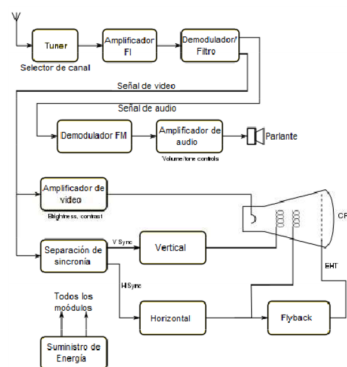 Tuner
Selector de canal
Amplificador
FI
Demodulador/
Filtro
Señal de video
Señal de audio
Demodulador FM
Amplificador de
audio
Volume/tone controls
Parlante
Amplificador de
video
Brightness, contrast
Separación de
sincronía
V Sync
Vertical
H Sync
Horizontal
Flyback
EHT
Todos los
moódulos
Suministro de
Energía